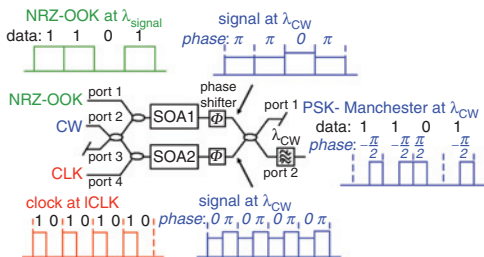 NRZ-OOK at λsignal
data: 1 1 0 1
signal at λCW
phase: π π 0 π
NRZ-OOK
port 1
CW
port 2
port 3
CLK
port 4
SOA1
Φ
SOA2
Φ
phase
shifter
port 1
λCW
port 2
PSK- Manchester at λCW
data: 1 1 0 1
phase: -π/2 -π/2 π/2 -π/2
clock at lCLK
1 0 1 0 1 0 1 0
signal at λCW
phase: 0 π 0 π 0 π 0 π